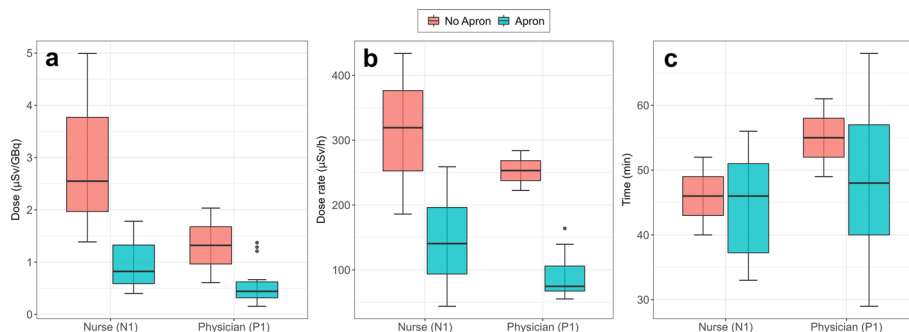 No Apron Apron
a
Dose (µSv/GBq)
5
4
3
2
1
0
Nurse (N1) Physician (P1)
b
Dose rate (µSv/h)
400
300
200
100
Nurse (N1) Physician (P1)
c
Time (min)
60
50
40
30
Nurse (N1) Physician (P1)